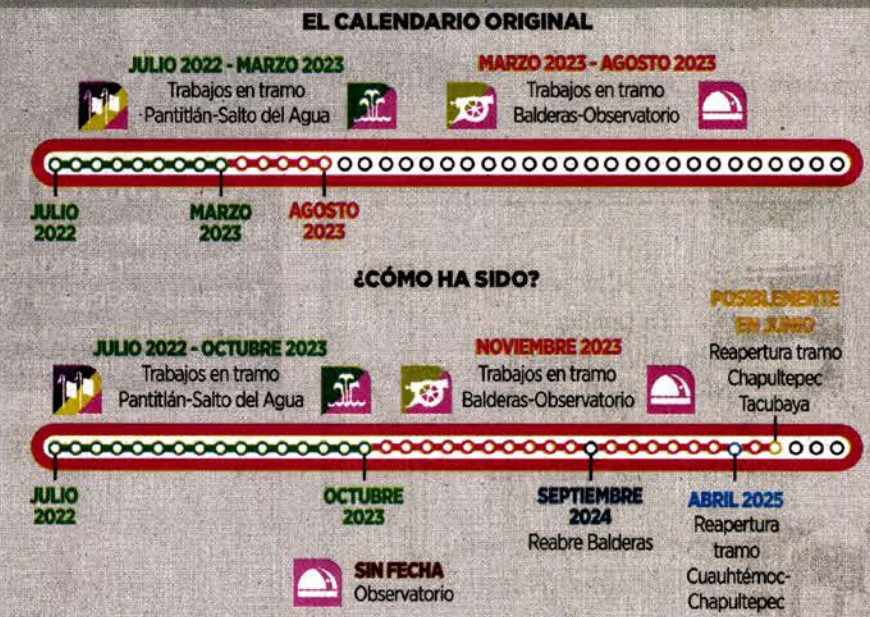 EL CALENDARIO ORIGINAL
JULIO 2022 - MARZO 2023
Trabajos en tramo
Pantitlán-Salto del Agua
MARZO 2023 - AGOSTO 2023
Trabajos en tramo
Balderas-Observatorio
JULIO
2022
MARZO
2023
AGOSTO
2023
¿CÓMO HA SIDO?
JULIO 2022 - OCTUBRE 2023
Trabajos en tramo
Pantitlán-Salto del Agua
NOVIEMBRE 2023
Trabajos en tramo
Balderas-Observatorio
POSIBLEMENTE
EN JUNIO
Reapertura tramo
Chapultepec
Tacubaya
JULIO
2022
OCTUBRE
2023
SEPTIEMBRE
2024
Reabre Balderas
ABRIL 2025
Reapertura
tramo
Cuauhtémoc-
Chapultepec
SIN FECHA
Observatorio